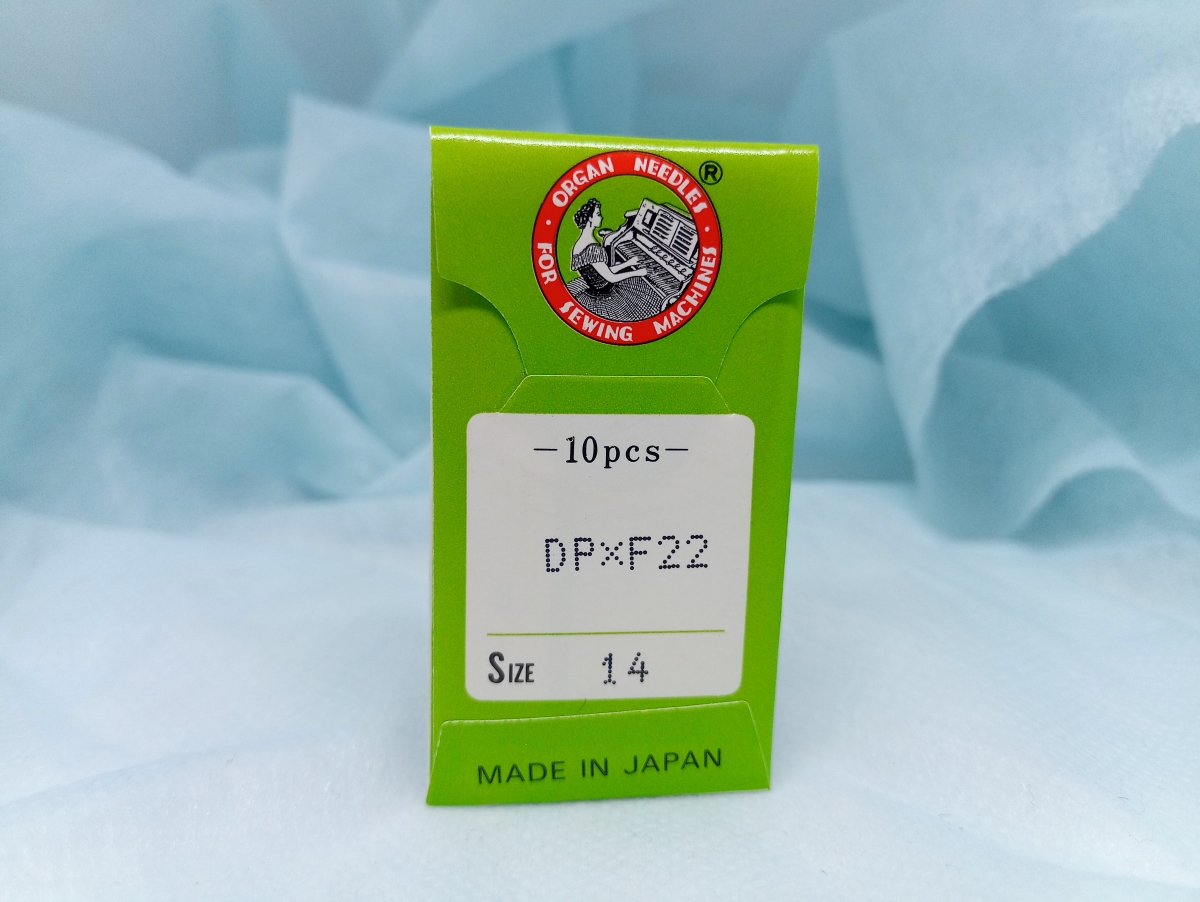 ORGAN NEEDLES ®
· FOR SEWING MACHINES ·
-10pcs-
DP×F22
SIZE 14
MADE IN JAPAN